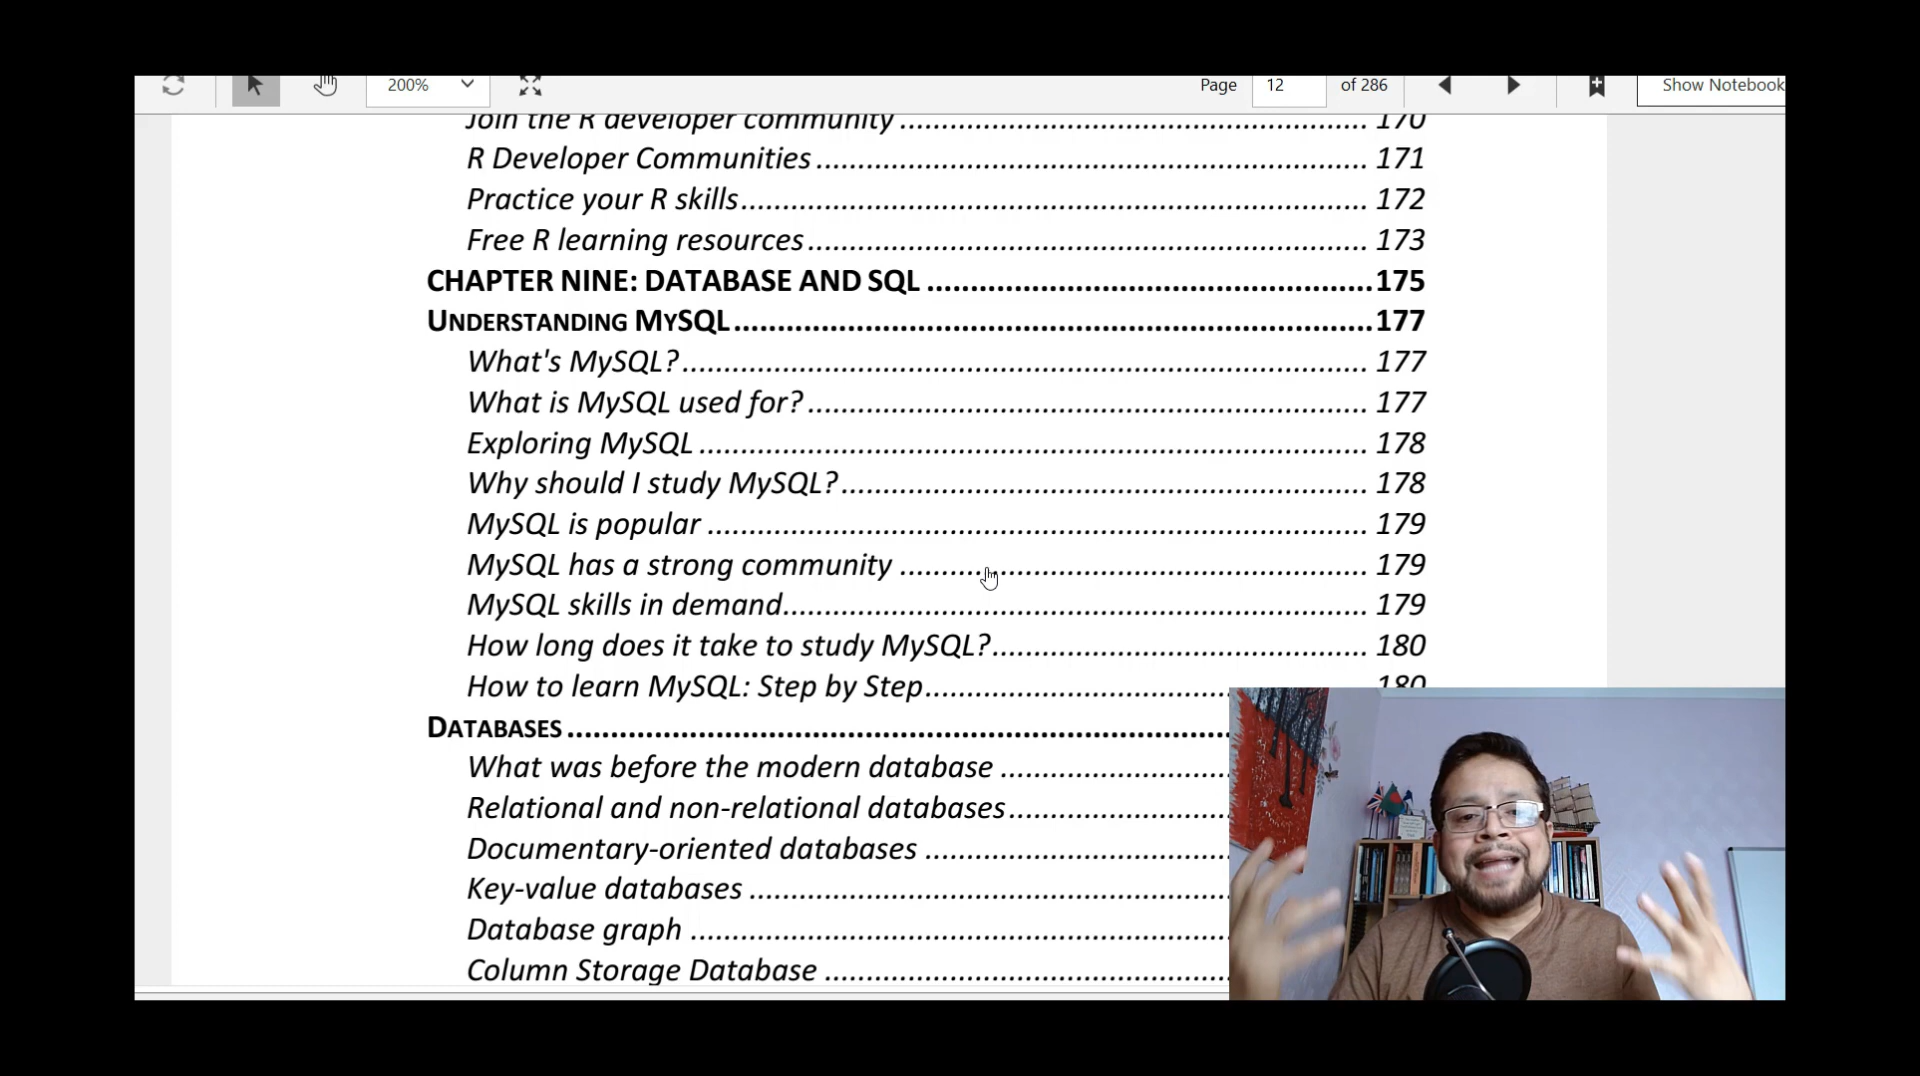 200%
Page 12 of 286
Show Notebook
Join the R developer community 170
R Developer Communities 171
Practice your R skills 172
Free R learning resources 173
CHAPTER NINE: DATABASE AND SQL 175
UNDERSTANDING MYSQL 177
What's MySQL? 177
What is MySQL used for? 177
Exploring MySQL 178
Why should I study MySQL? 178
MySQL is popular 179
MySQL has a strong community 179
MySQL skills in demand 179
How long does it take to study MySQL? 180
How to learn MySQL: Step by Step 180
DATABASES
What was before the modern database
Relational and non-relational databases
Documentary-oriented databases
Key-value databases
Database graph
Column Storage Database